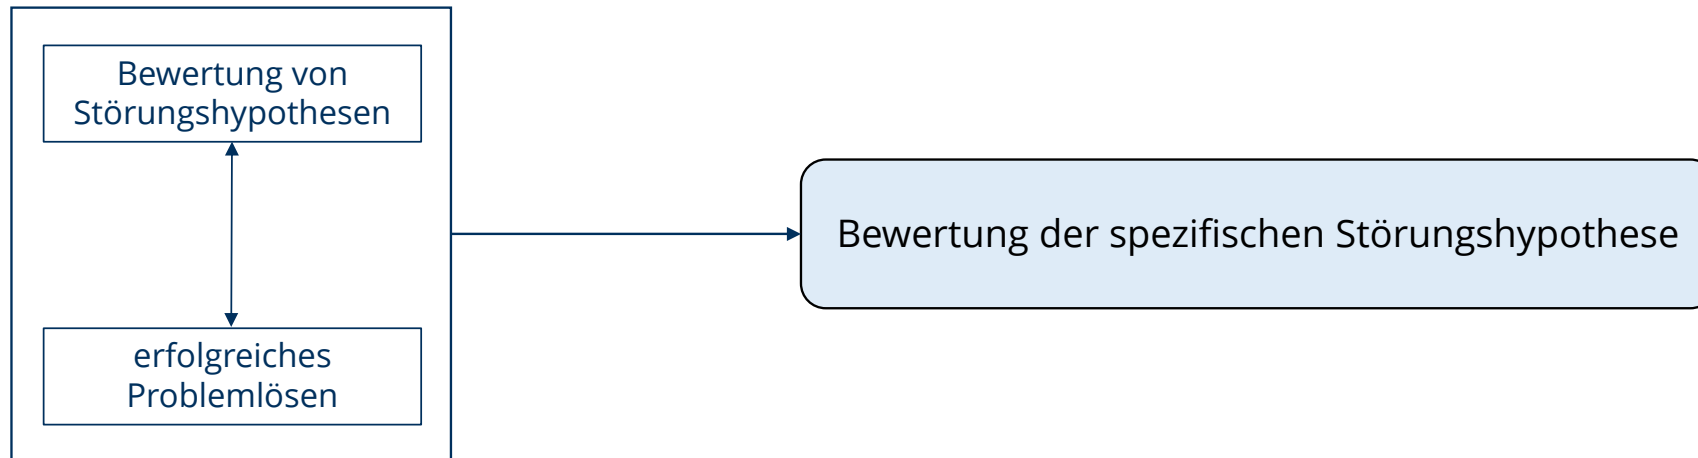 Bewertung von
Störungshypothesen
erfolgreiches
Problemlösen
Bewertung der spezifischen Störungshypothese